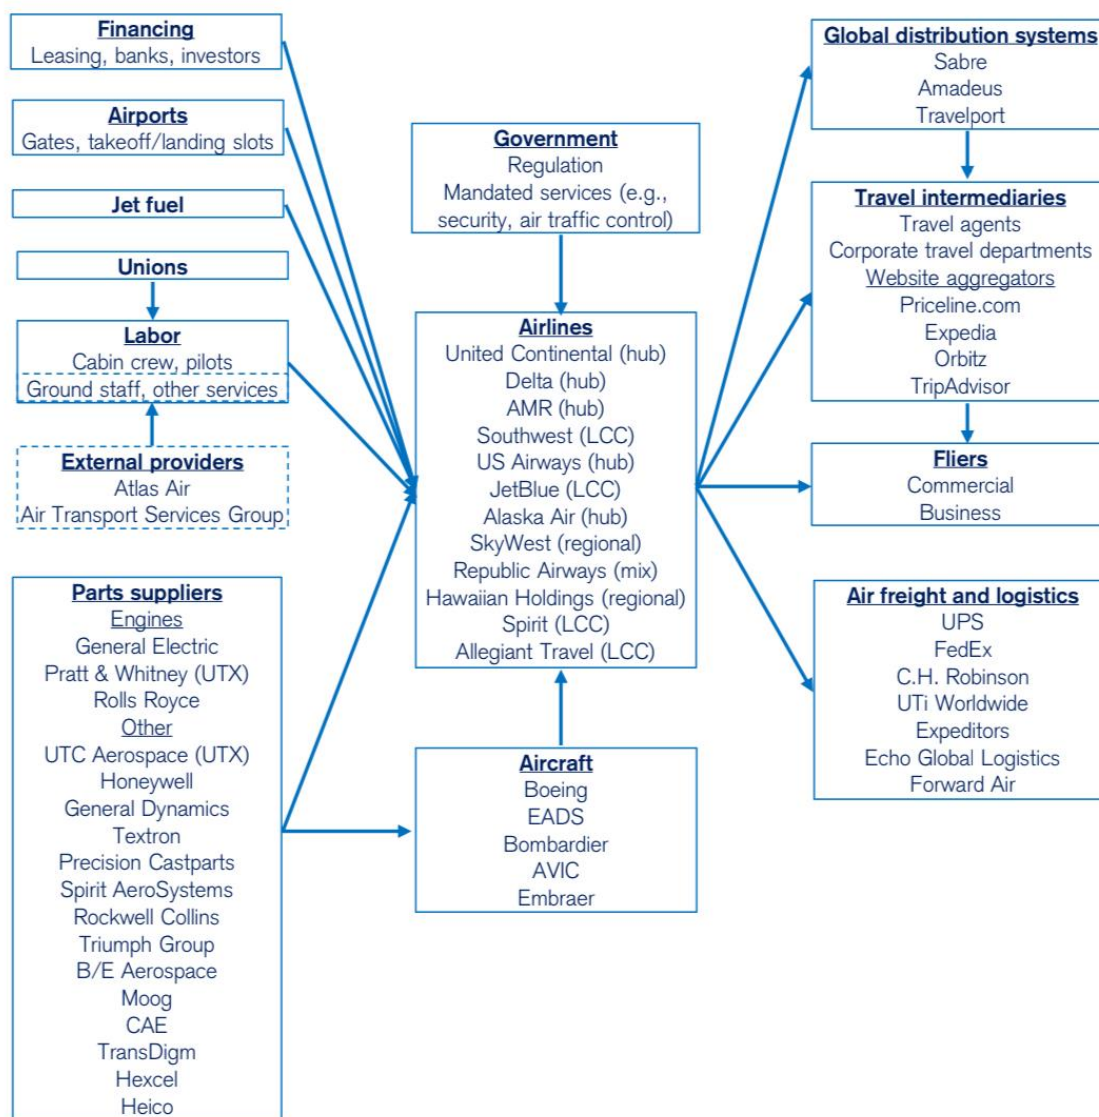 Financing
Leasing, banks, investors
Airports
Gates, takeoff/landing slots
Jet fuel
Unions
Labor
Cabin crew, pilots
Ground staff, other services
External providers
Atlas Air
Air Transport Services Group
Parts suppliers
Engines
General Electric
Pratt & Whitney (UTX)
Rolls Royce
Other
UTC Aerospace (UTX)
Honeywell
General Dynamics
Textron
Precision Castparts
Spirit AeroSystems
Rockwell Collins
Triumph Group
B/E Aerospace
Moog
CAE
TransDigm
Hexcel
Heico
Government
Regulation
Mandated services (e.g.,
security, air traffic control)
Airlines
United Continental (hub)
Delta (hub)
AMR (hub)
Southwest (LCC)
US Airways (hub)
JetBlue (LCC)
Alaska Air (hub)
SkyWest (regional)
Republic Airways (mix)
Hawaiian Holdings (regional)
Spirit (LCC)
Allegiant Travel (LCC)
Aircraft
Boeing
EADS
Bombardier
AVIC
Embraer
Global distribution systems
Sabre
Amadeus
Travelport
Travel intermediaries
Travel agents
Corporate travel departments
Website aggregators
Priceline.com
Expedia
Orbitz
TripAdvisor
Fliers
Commercial
Business
Air freight and logistics
UPS
FedEx
C.H. Robinson
UTi Worldwide
Expeditors
Echo Global Logistics
Forward Air